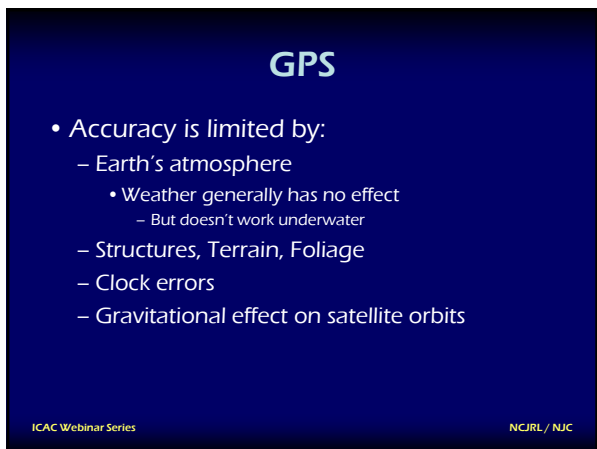 GPS
• Accuracy is limited by:
– Earth's atmosphere
• Weather generally has no effect
– But doesn't work underwater
– Structures, Terrain, Foliage
– Clock errors
– Gravitational effect on satellite orbits
ICAC Webinar Series
NCJRL / NJC